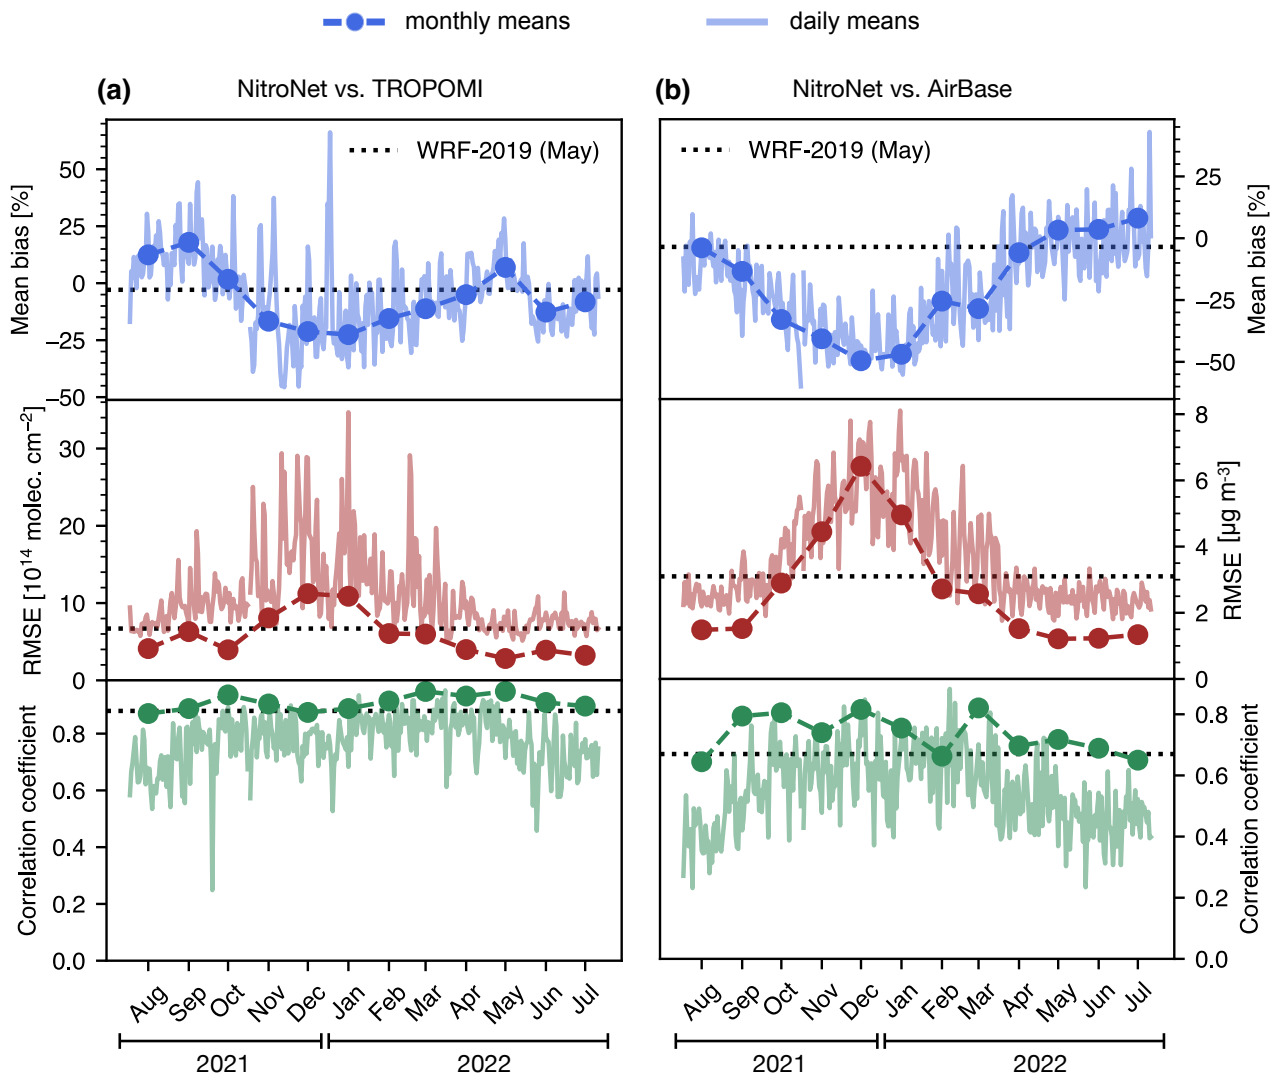 monthly means daily means
(a) NitroNet vs. TROPOMI (b) NitroNet vs. AirBase
WRF-2019 (May)
WRF-2019 (May)
Mean bias [%]
50
25
0
−25
−50
25
0
−25
−50
Mean bias [%]
RMSE [10¹⁴ molec. cm⁻²]
30
20
10
0
8
6
4
2
0
RMSE [µg m⁻³]
Correlation coefficient
0.8
0.6
0.4
0.2
0.0
0.8
0.6
0.4
0.2
0.0
Correlation coefficient
Aug Sep Oct Nov Dec Jan Feb Mar Apr May Jun Jul
Aug Sep Oct Nov Dec Jan Feb Mar Apr May Jun Jul
2021 2022
2021 2022